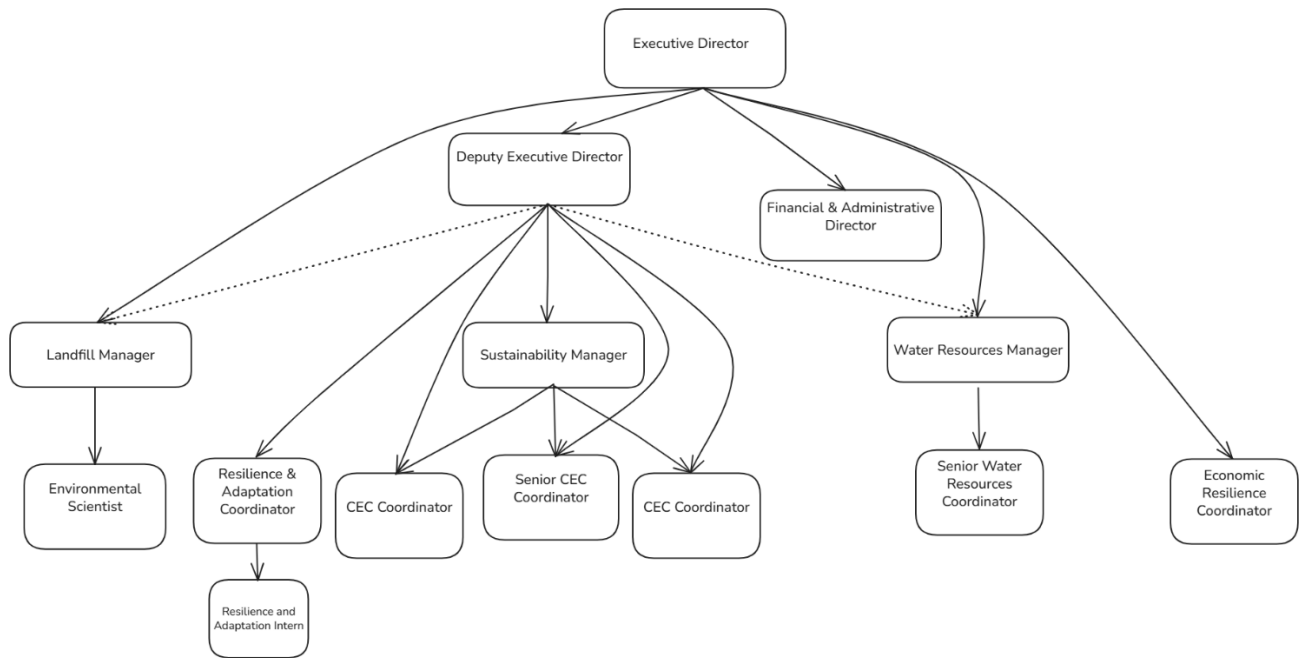 Executive Director
Deputy Executive Director
Financial & Administrative
Director
Landfill Manager
Sustainability Manager
Water Resources Manager
Environmental
Scientist
Resilience &
Adaptation
Coordinator
CEC Coordinator
Senior CEC
Coordinator
CEC Coordinator
Senior Water
Resources
Coordinator
Economic
Resilience
Coordinator
Resilience and
Adaptation Intern